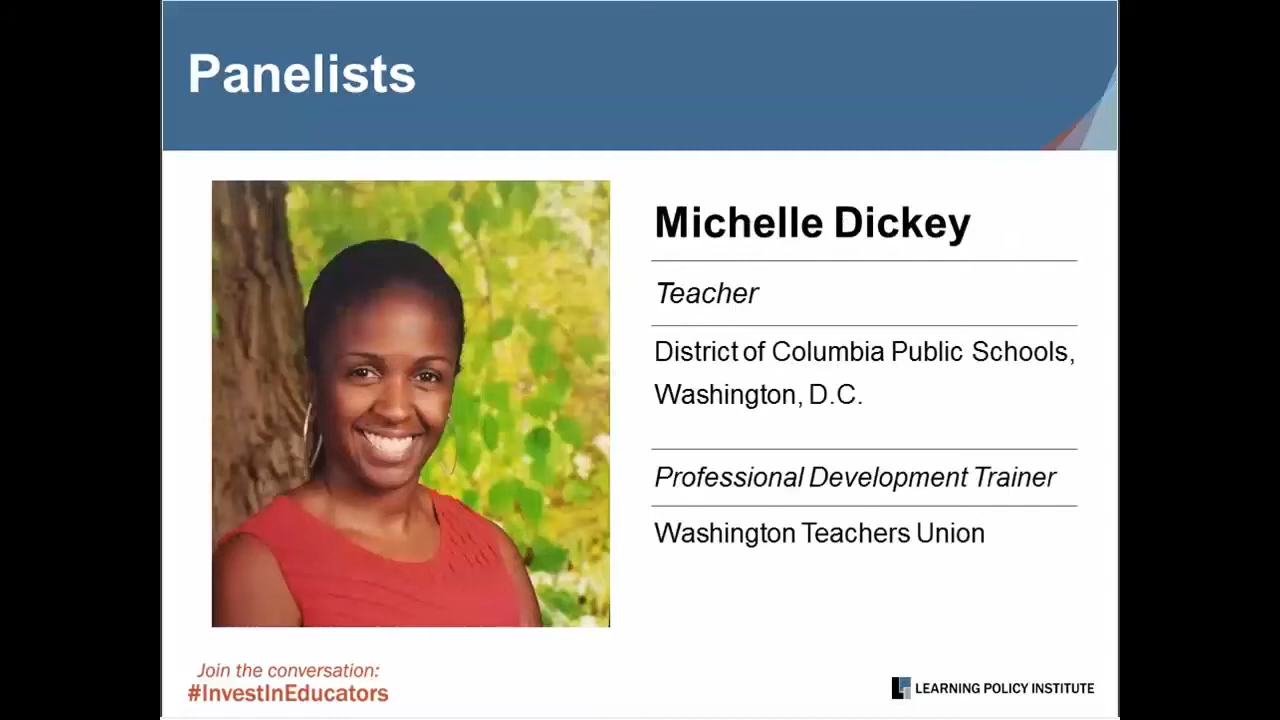 Panelists
Michelle Dickey
Teacher
District of Columbia Public Schools,
Washington, D.C.
Professional Development Trainer
Washington Teachers Union
Join the conversation:
#InvestInEducators
LEARNING POLICY INSTITUTE